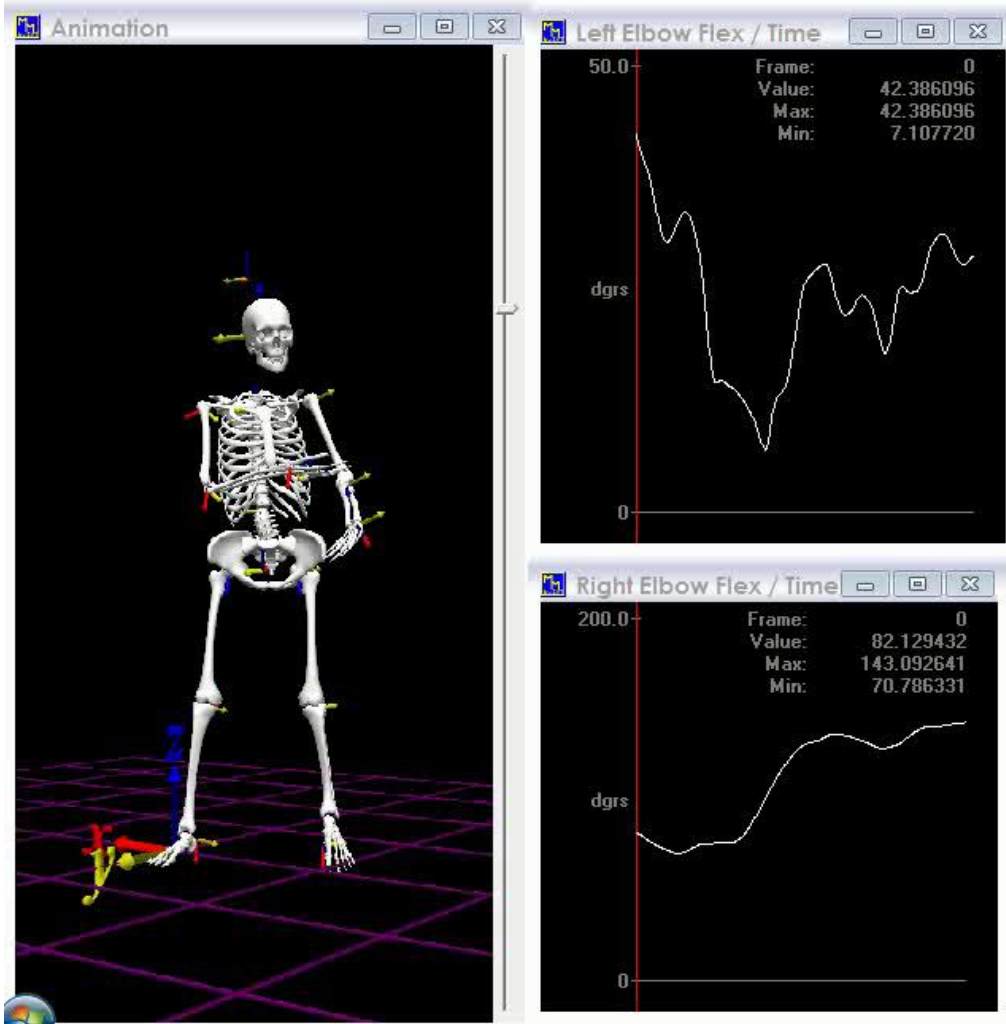 Animation
Z
X
y
Left Elbow Flex / Time
50.0
Frame: 0
Value: 42.386096
Max: 42.386096
Min: 7.107720
dgrs
0
Right Elbow Flex / Time
200.0
Frame: 0
Value: 82.129432
Max: 143.092641
Min: 70.786331
dgrs
0